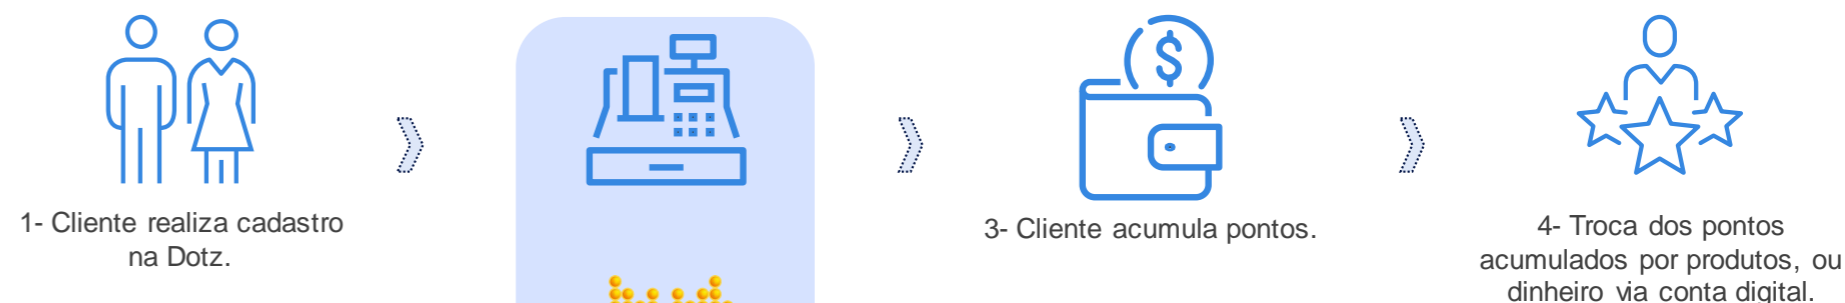 1- Cliente realiza cadastro
na Dotz.
3- Cliente acumula pontos.
4- Troca dos pontos
acumulados por produtos, ou
dinheiro via conta digital.